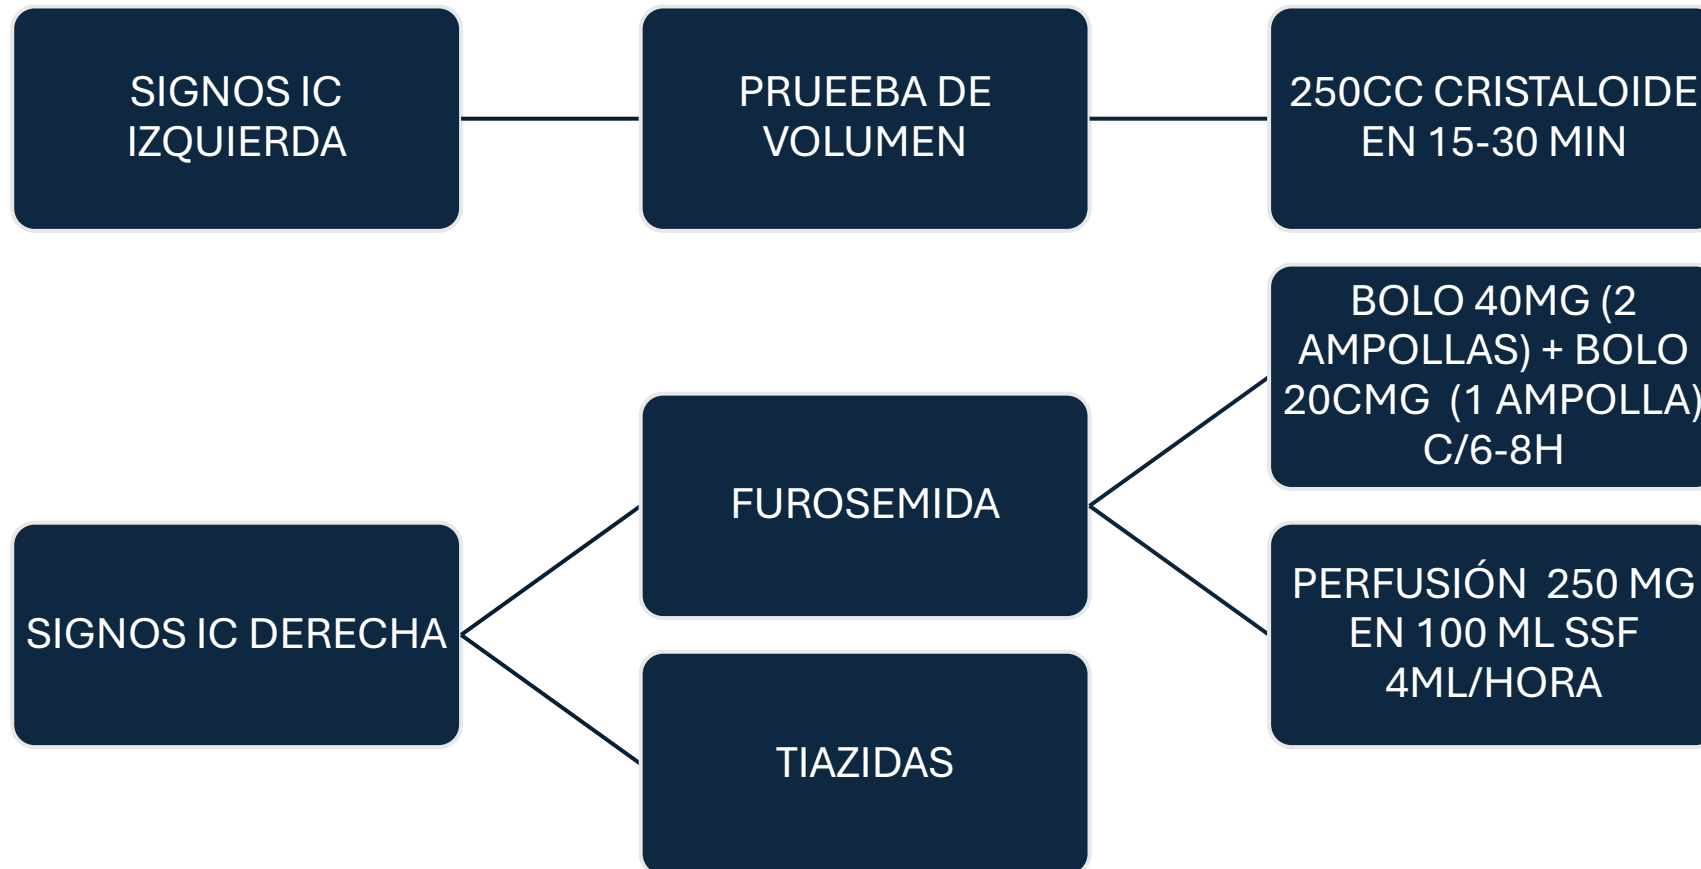 SIGNOS IC
IZQUIERDA
PRUEEBA DE
VOLUMEN
250CC CRISTALOIDE
EN 15-30 MIN
SIGNOS IC DERECHA
FUROSEMIDA
BOLO 40MG (2
AMPOLLAS) + BOLO
20CMG (1 AMPOLLA)
C/6-8H
PERFUSIÓN 250 MG
EN 100 ML SSF
4ML/HORA
TIAZIDAS